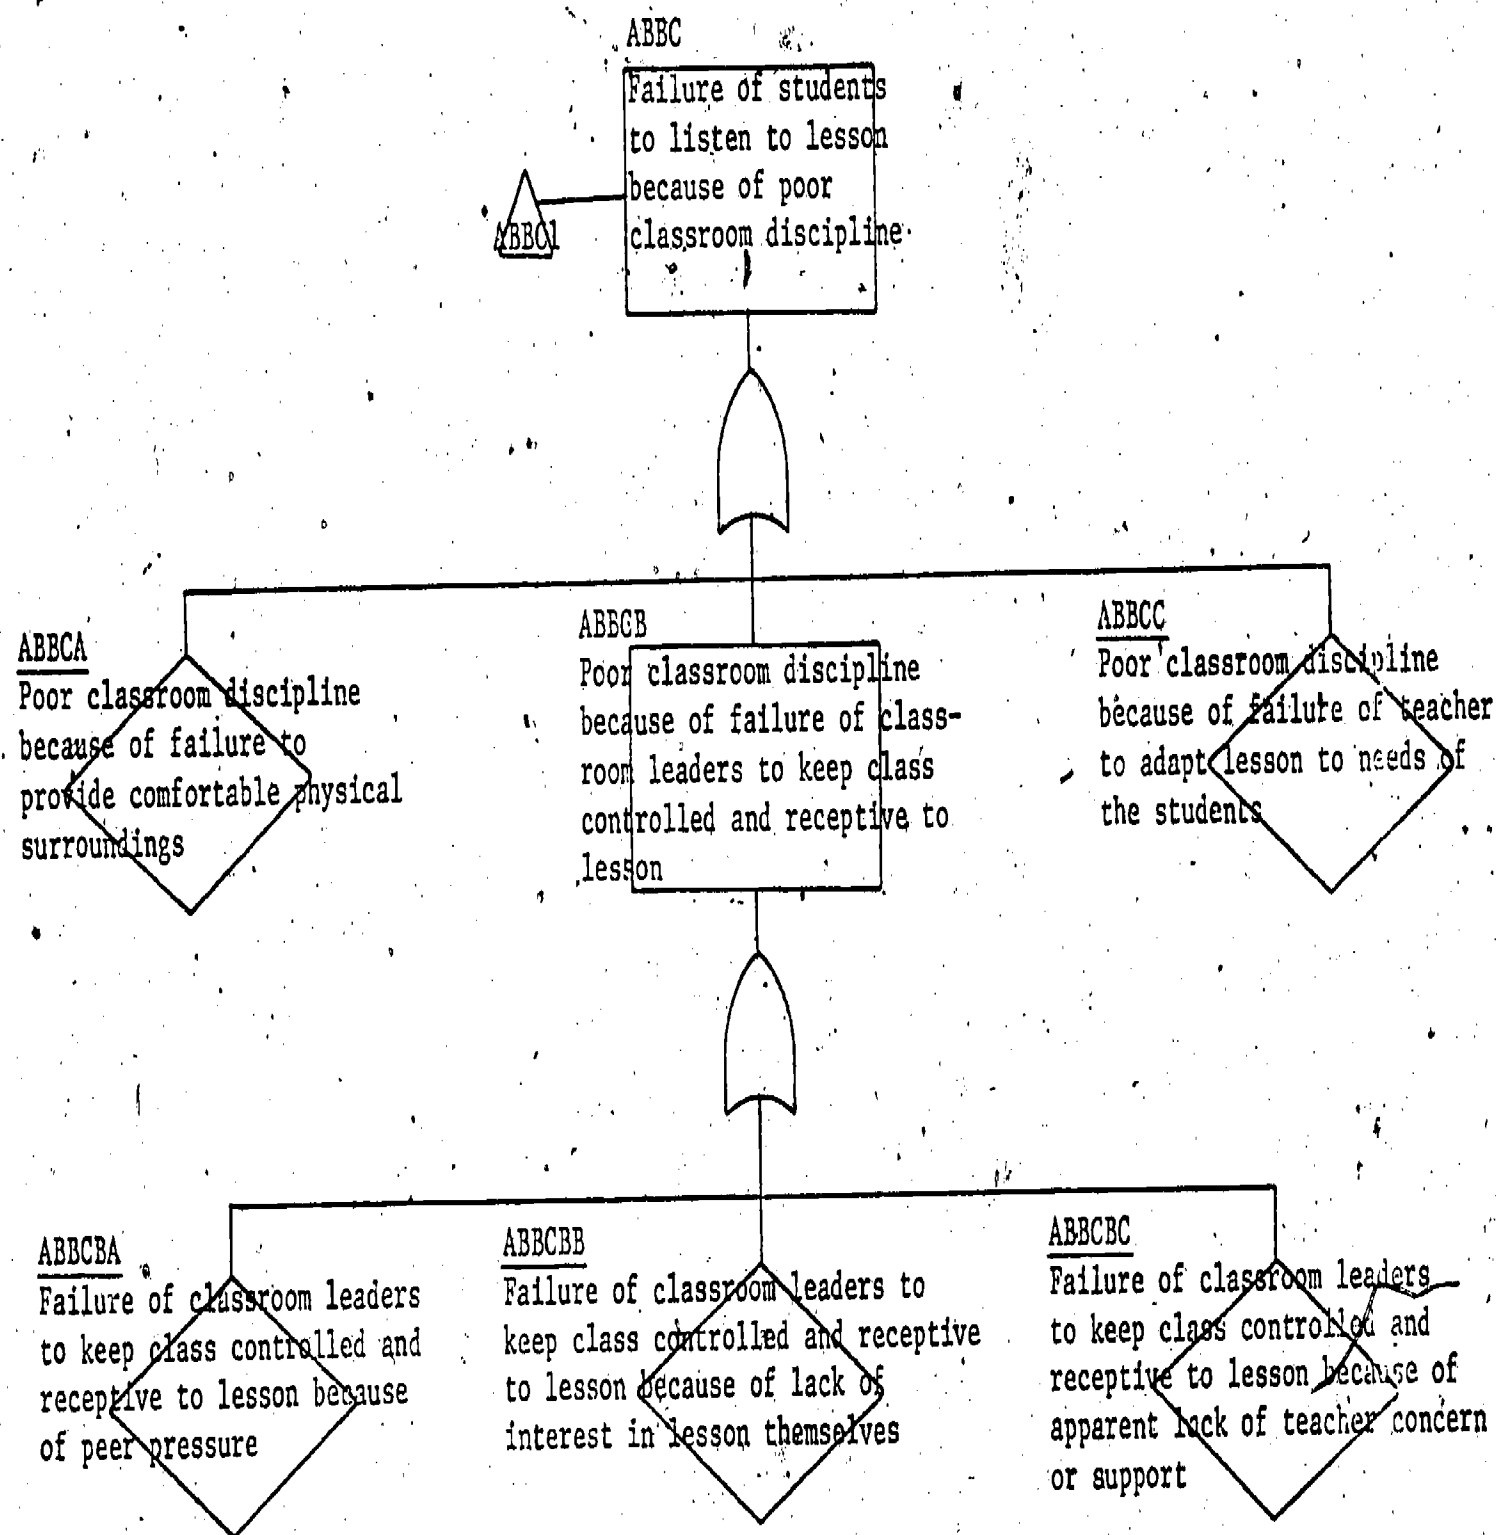 ABBC
Failure of students
to listen to lesson
because of poor
classroom discipline
ABBC1
ABBCA
Poor classroom discipline
because of failure to
provide comfortable physical
surroundings
ABBCB
Poor classroom discipline
because of failure of class-
room leaders to keep class
controlled and receptive to
lesson
ABBCC
Poor classroom discipline
because of failure of teacher
to adapt lesson to needs of
the students
ABBCBA
Failure of classroom leaders
to keep class controlled and
receptive to lesson because
of peer pressure
ABBCBB
Failure of classroom leaders to
keep class controlled and receptive
to lesson because of lack of
interest in lesson themselves
ABBCBC
Failure of classroom leaders
to keep class controlled and
receptive to lesson because of
apparent lack of teacher concern
or support